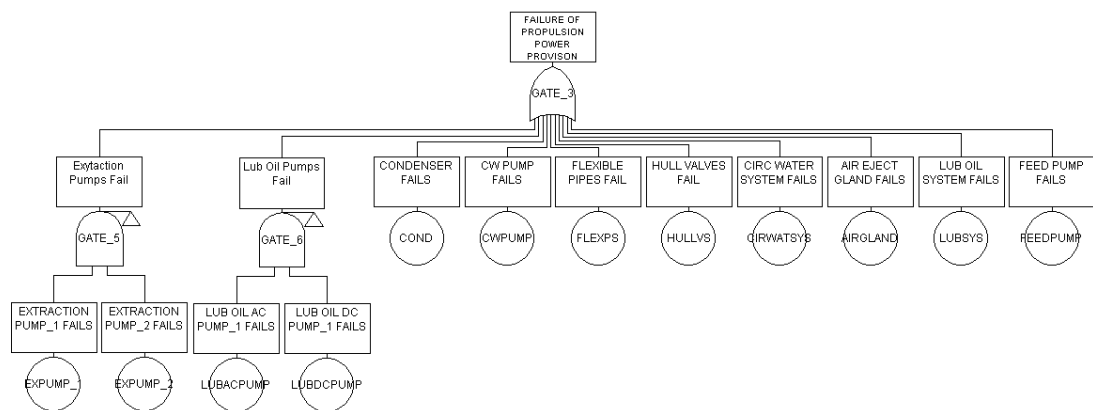 FAILURE OF
PROPULSION
POWER
PROVISON
GATE_3
Exytaction
Pumps Fail
Lub Oil Pumps
Fail
CONDENSER
FAILS
CW PUMP
FAILS
FLEXIBLE
PIPES FAIL
HULL VALVES
FAIL
CIRC WATER
SYSTEM FAILS
AIR EJECT
GLAND FAILS
LUB OIL
SYSTEM FAILS
FEED PUMP
FAILS
GATE_5
GATE_6
COND
CWPUMP
FLEXPS
HULLVS
CIRWATSYS
AIRGLAND
LUBSYS
FEEDPUMP
EXTRACTION
PUMP_1 FAILS
EXTRACTION
PUMP_2 FAILS
LUB OIL AC
PUMP_1 FAILS
LUB OIL DC
PUMP_1 FAILS
EXPUMP_1
EXPUMP_2
LUBACPUMP
LUBDCPUMP